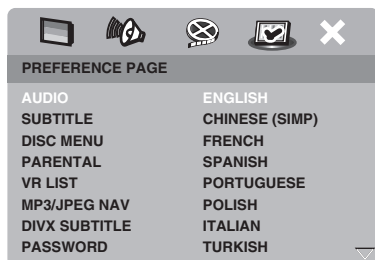 PREFERENCE PAGE
AUDIO ENGLISH
SUBTITLE CHINESE (SIMP)
DISC MENU FRENCH
PARENTAL SPANISH
VR LIST PORTUGUESE
MP3/JPEG NAV POLISH
DIVX SUBTITLE ITALIAN
PASSWORD TURKISH